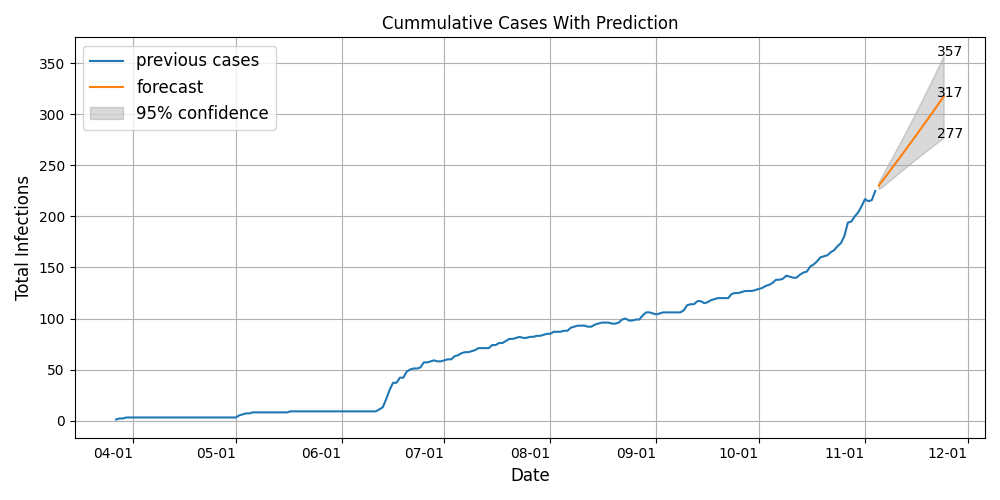 Cummulative Cases With Prediction
previous cases
forecast
95% confidence
357
317
277
350
300
250
200
150
100
50
0
Total Infections
04-01 05-01 06-01 07-01 08-01 09-01 10-01 11-01 12-01
Date